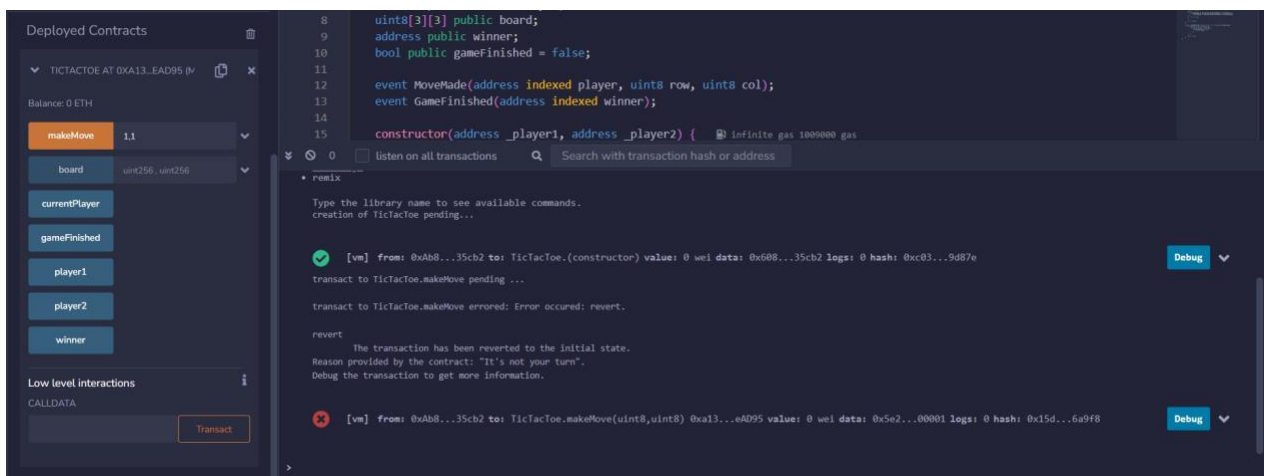 Deployed Contracts
TICTACTOE AT 0XA13...EAD95 (M
Balance: 0 ETH
makeMove 1,1
board uint256, uint256
currentPlayer
gameFinished
player1
player2
winner
Low level interactions i
CALLDATA
Transact
8 uint8[3][3] public board;
9 address public winner;
10 bool public gameFinished = false;
11
12 event MoveMade(address indexed player, uint8 row, uint8 col);
13 event GameFinished(address indexed winner);
14
15 constructor(address _player1, address _player2) { infinite gas 1009000 gas
0 listen on all transactions Search with transaction hash or address
• remix
Type the library name to see available commands.
creation of TicTacToe pending...
[vm] from: 0xAb8...35cb2 to: TicTacToe.(constructor) value: 0 wei data: 0x608...35cb2 logs: 0 hash: 0xc03...9d87e
Debug
transact to TicTacToe.makeMove pending ...
transact to TicTacToe.makeMove errored: Error occured: revert.
revert
The transaction has been reverted to the initial state.
Reason provided by the contract: "It's not your turn".
Debug the transaction to get more information.
[vm] from: 0xAb8...35cb2 to: TicTacToe.makeMove(uint8,uint8) 0xa13...eAD95 value: 0 wei data: 0x5e2...00001 logs: 0 hash: 0x15d...6a9f8
Debug
>